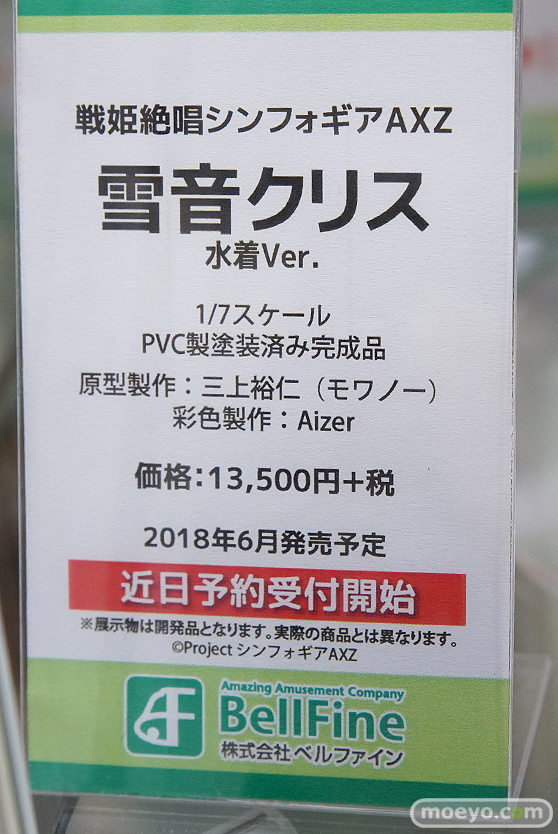 戦姫絶唱シンフォギアAXZ
雪音クリス
水着Ver.
1/7スケール
PVC製塗装済み完成品
原型製作：三上裕仁（モワノー）
彩色製作：Aizer
価格：13,500円＋税
2018年6月発売予定
近日予約受付開始
※展示物は開発品となります。実際の商品とは異なります。
©Project シンフォギアAXZ
Amazing Amusement Company
BellFine
株式会社 ベルファイン
moeyo.com